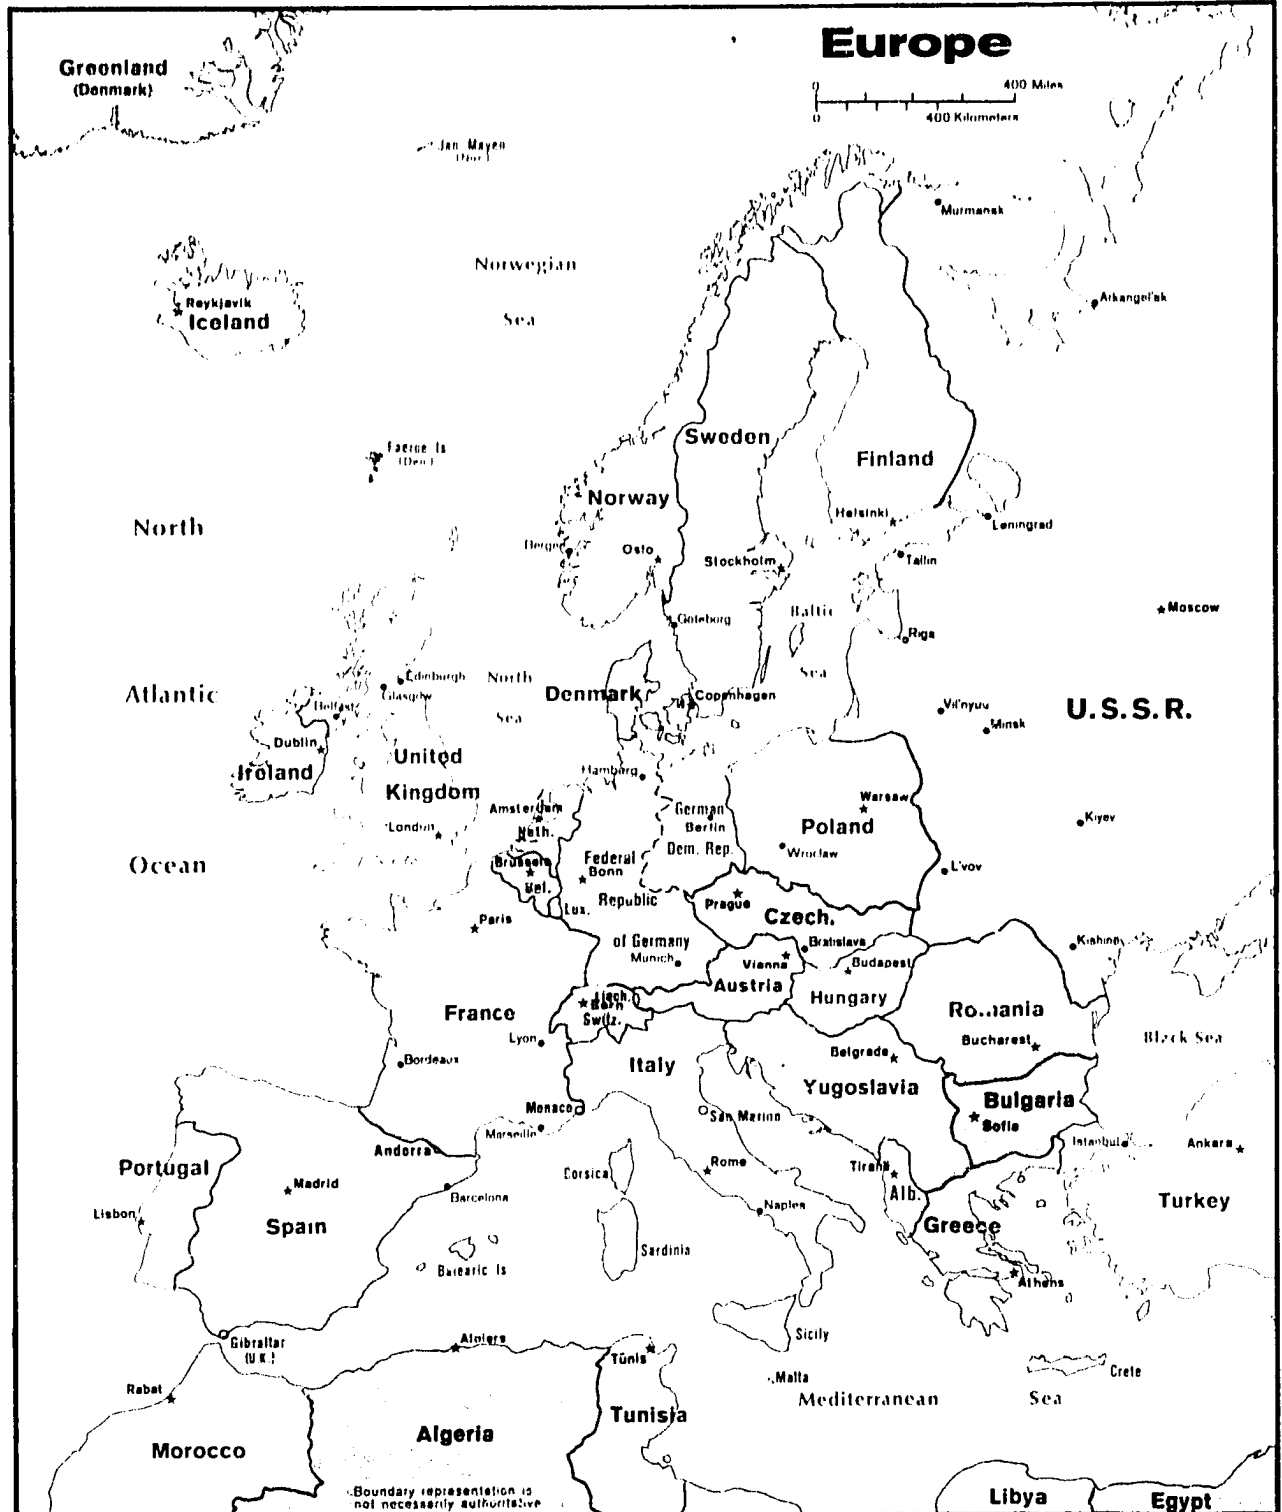 Europe
Greenland
(Denmark)
0 400 Miles
0 400 Kilometers
Jan Mayen
(Nor.)
Murmansk
Norwegian
Sea
Arkangel'sk
Reykjavik
Iceland
Sweden
Faeroe Is
(Den)
Finland
Norway
North
Helsinki
Leningrad
Bergen
Oslo
Stockholm
Tallin
Baltic
Sea
Moscow
Goteborg
Riga
Edinburgh
Glasgow
North
Sea
Denmark
Copenhagen
Atlantic
Belfast
Vil'nyus
Minsk
U.S.S.R.
Dublin
Ireland
United
Kingdom
Hamburg
Amsterdam
Neth.
German
Berlin
Dem. Rep.
Warsaw
Poland
Wroclaw
Kiyev
London
Ocean
Brussels
Bel.
Federal
Bonn
Republic
of Germany
Munich
Lux.
L'vov
Prague
Czech.
Paris
Bratislava
Kishinev
Vienna
Austria
Budapest
Hungary
France
Liech.
Bern
Switz.
Romania
Bucharest
Black Sea
Lyon
Bordeaux
Italy
Belgrade
Yugoslavia
Bulgaria
Sofia
Monaco
San Marino
Marseille
Andorra
Istanbul
Ankara
Portugal
Madrid
Spain
Lisbon
Barcelona
Corsica
Rome
Tirana
Alb.
Naples
Greece
Turkey
Balearic Is
Sardinia
Athens
Gibraltar
(U.K.)
Algiers
Tunis
Sicily
Malta
Crete
Rabat
Mediterranean Sea
Morocco
Algeria
Tunisia
Boundary representation is
not necessarily authoritative
Libya
Egypt